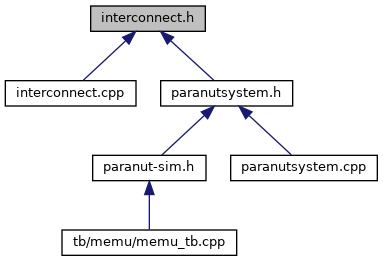 interconnect.h
interconnect.cpp
paranutsystem.h
paranut-sim.h
paranutsystem.cpp
tb/memu/memu_tb.cpp